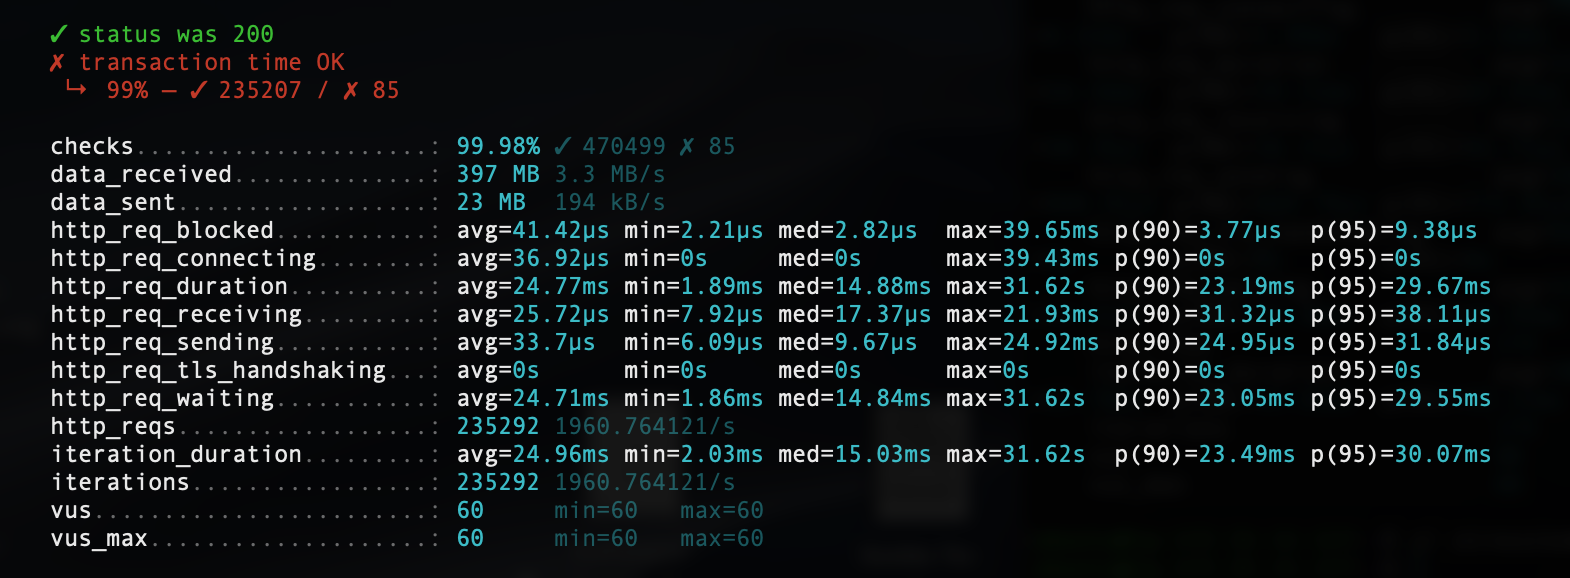 ✓ status was 200
✗ transaction time OK
↳ 99% — ✓ 235207 / ✗ 85
checks.....................: 99.98% ✓ 470499 ✗ 85
data_received..............: 397 MB 3.3 MB/s
data_sent..................: 23 MB 194 kB/s
http_req_blocked...........: avg=41.42µs min=2.21µs med=2.82µs max=39.65ms p(90)=3.77µs p(95)=9.38µs
http_req_connecting........: avg=36.92µs min=0s med=0s max=39.43ms p(90)=0s p(95)=0s
http_req_duration..........: avg=24.77ms min=1.89ms med=14.88ms max=31.62s p(90)=23.19ms p(95)=29.67ms
http_req_receiving.........: avg=25.72µs min=7.92µs med=17.37µs max=21.93ms p(90)=31.32µs p(95)=38.11µs
http_req_sending...........: avg=33.7µs min=6.09µs med=9.67µs max=24.92ms p(90)=24.95µs p(95)=31.84µs
http_req_tls_handshaking...: avg=0s min=0s med=0s max=0s p(90)=0s p(95)=0s
http_req_waiting...........: avg=24.71ms min=1.86ms med=14.84ms max=31.62s p(90)=23.05ms p(95)=29.55ms
http_reqs..................: 235292 1960.764121/s
iteration_duration.........: avg=24.96ms min=2.03ms med=15.03ms max=31.62s p(90)=23.49ms p(95)=30.07ms
iterations.................: 235292 1960.764121/s
vus........................: 60 min=60 max=60
vus_max....................: 60 min=60 max=60